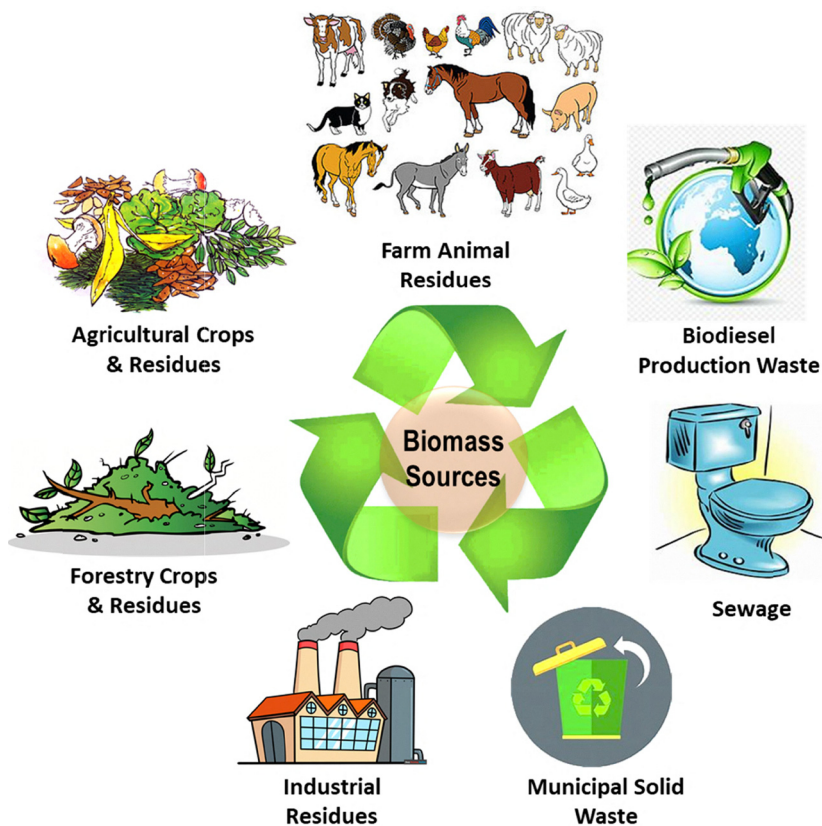 Farm Animal
Residues
Agricultural Crops
& Residues
Biodiesel
Production Waste
Biomass
Sources
Forestry Crops
& Residues
Sewage
Industrial
Residues
Municipal Solid
Waste